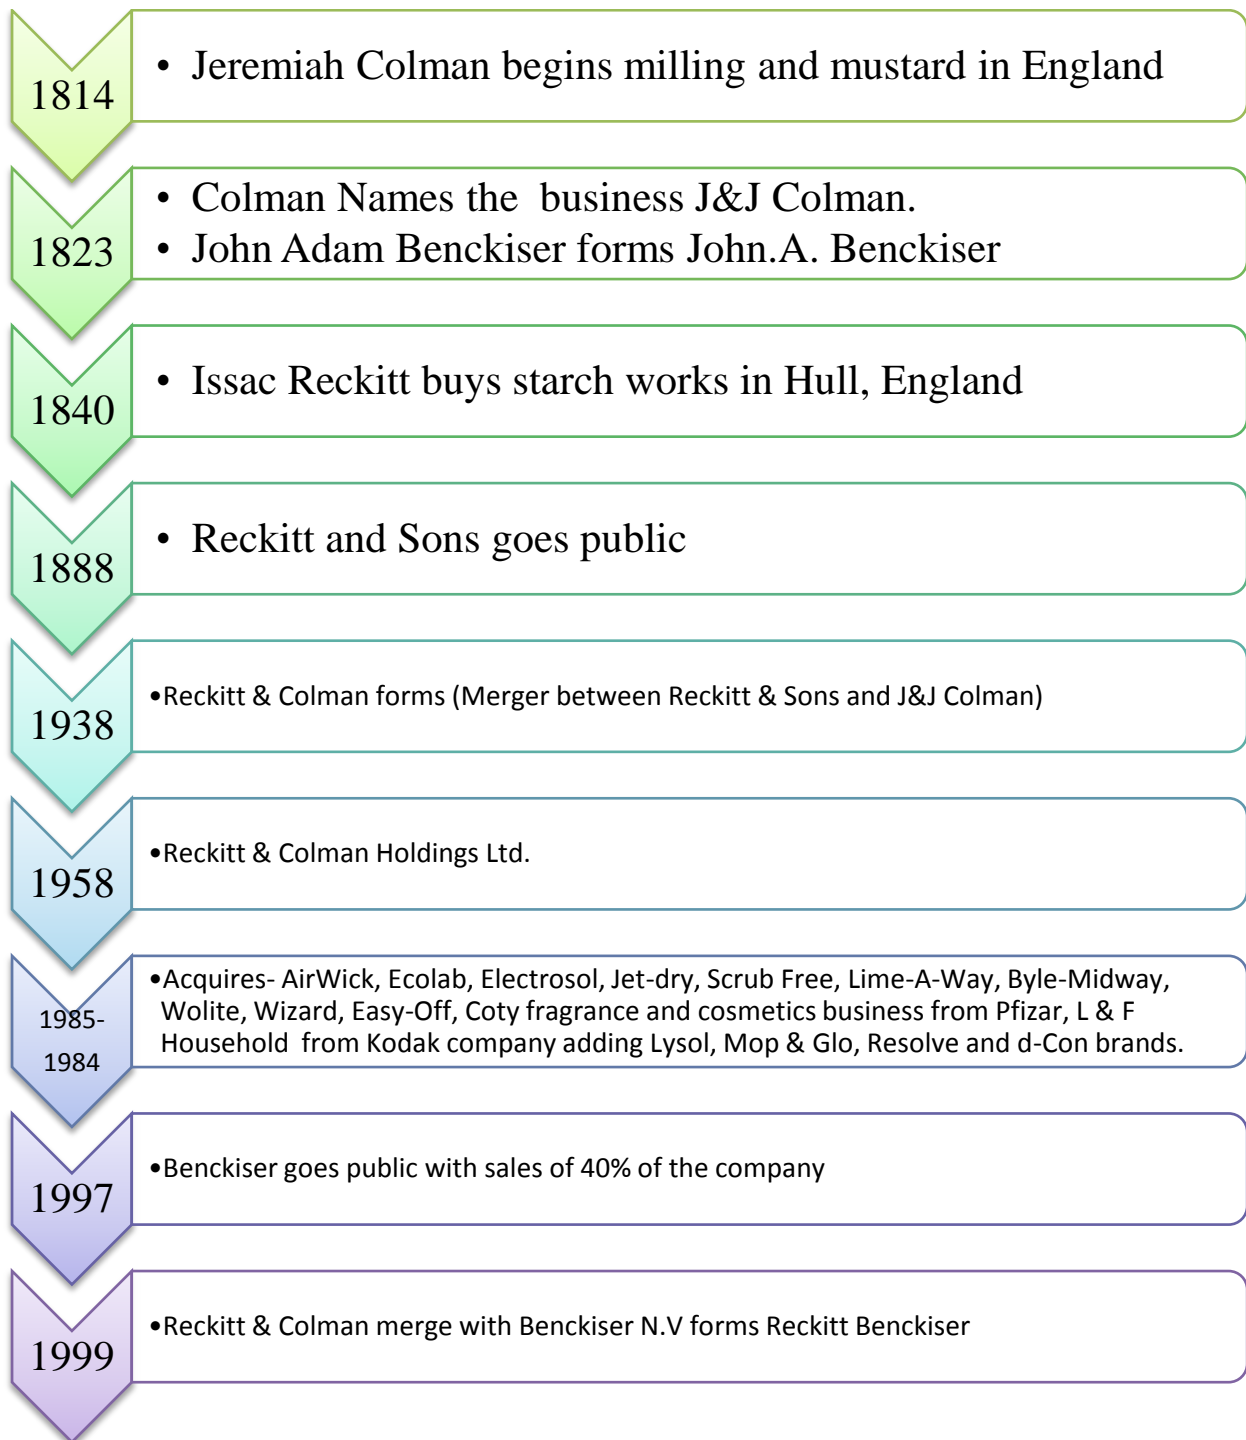 1814
• Jeremiah Colman begins milling and mustard in England
1823
• Colman Names the business J&J Colman.
• John Adam Benckiser forms John.A. Benckiser
1840
• Issac Reckitt buys starch works in Hull, England
1888
• Reckitt and Sons goes public
1938
•Reckitt & Colman forms (Merger between Reckitt & Sons and J&J Colman)
1958
•Reckitt & Colman Holdings Ltd.
1985-
1984
•Acquires- AirWick, Ecolab, Electrosol, Jet-dry, Scrub Free, Lime-A-Way, Byle-Midway,
Wolite, Wizard, Easy-Off, Coty fragrance and cosmetics business from Pfizar, L & F
Household from Kodak company adding Lysol, Mop & Glo, Resolve and d-Con brands.
1997
•Benckiser goes public with sales of 40% of the company
1999
•Reckitt & Colman merge with Benckiser N.V forms Reckitt Benckiser